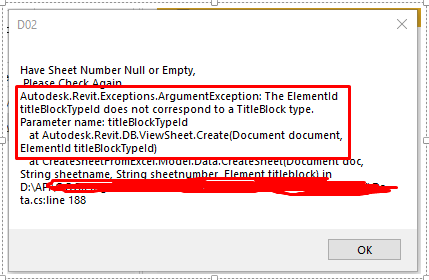 D02
Have Sheet Number Null or Empty,
Please Check Again
Autodesk.Revit.Exceptions.ArgumentException: The ElementId
titleBlockTypeId does not correspond to a TitleBlock type.
Parameter name: titleBlockTypeId
at Autodesk.Revit.DB.ViewSheet.Create(Document document,
ElementId titleBlockTypeId)
at CreateSheetFromExcel.Model.Data.CreateSheet(Document doc,
String sheetname, String sheetnumber, Element titleblock) in
ta.cs:line 188
OK